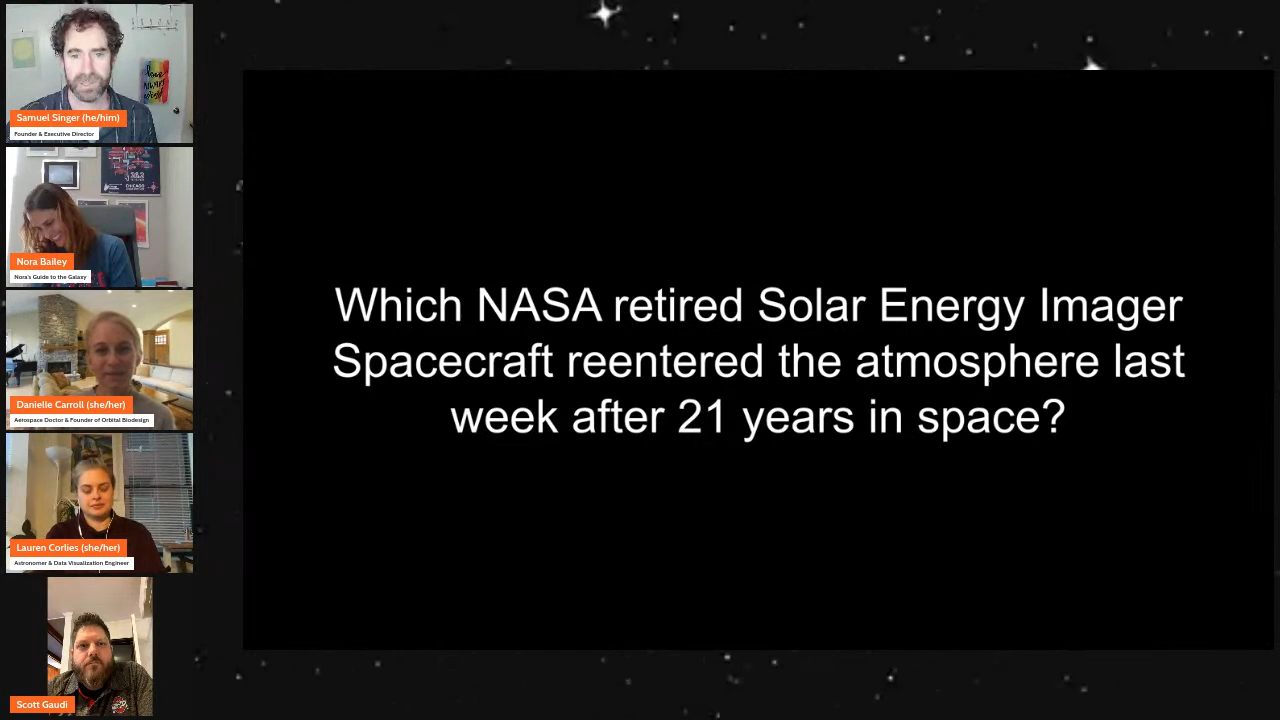 Samuel Singer (he/him)
Founder & Executive Director
CHICAGO
Nora Bailey
Nora's Guide to the Galaxy
Danielle Carroll (she/her)
Aerospace Doctor & Founder of Orbital Biodesign
Lauren Corlies (she/her)
Astronomer & Data Visualization Engineer
Scott Gaudi
Which NASA retired Solar Energy Imager
Spacecraft reentered the atmosphere last
week after 21 years in space?